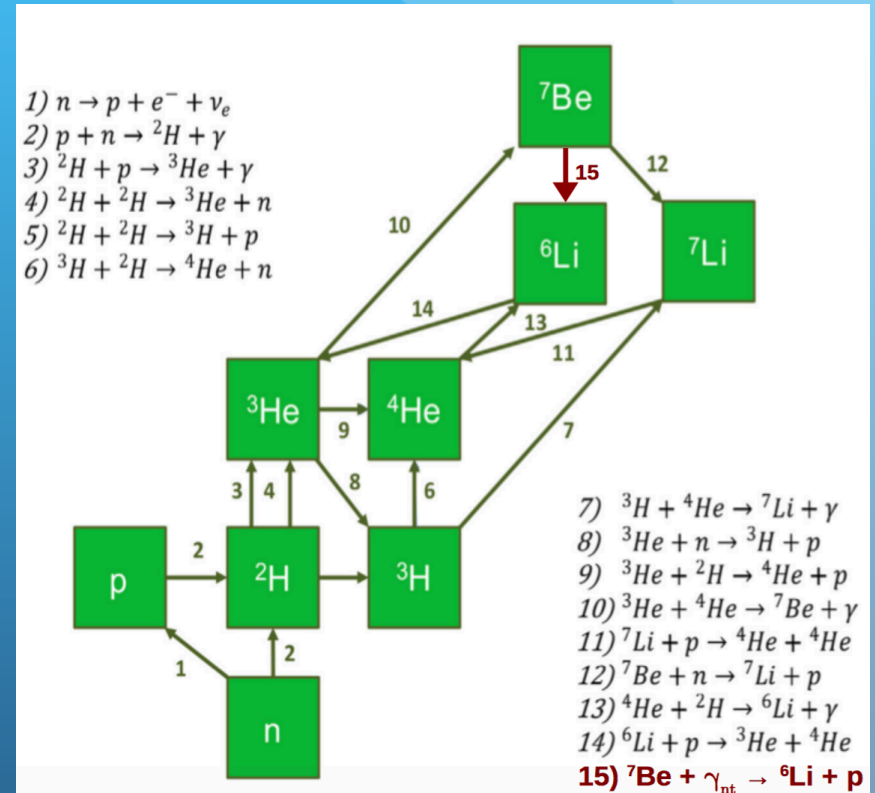 1) n → p + e⁻ + νₑ
2) p + n → ²H + γ
3) ²H + p → ³He + γ
4) ²H + ²H → ³He + n
5) ²H + ²H → ³H + p
6) ³H + ²H → ⁴He + n
⁷Be
15
12
10
⁶Li
⁷Li
14
13
11
³He
⁴He
9
7
3
4
8
6
p
2
²H
³H
1
2
n
7) ³H + ⁴He → ⁷Li + γ
8) ³He + n → ³H + p
9) ³He + ²H → ⁴He + p
10) ³He + ⁴He → ⁷Be + γ
11) ⁷Li + p → ⁴He + ⁴He
12) ⁷Be + n → ⁷Li + p
13) ⁴He + ²H → ⁶Li + γ
14) ⁶Li + p → ³He + ⁴He
15) ⁷Be + γₙₜ → ⁶Li + p